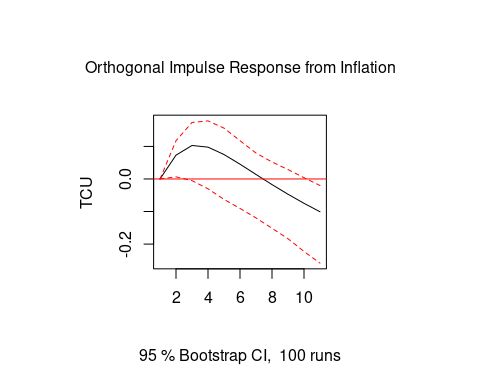 Orthogonal Impulse Response from Inflation
TCU
0.0
-0.2
2 4 6 8 10
95 % Bootstrap CI, 100 runs